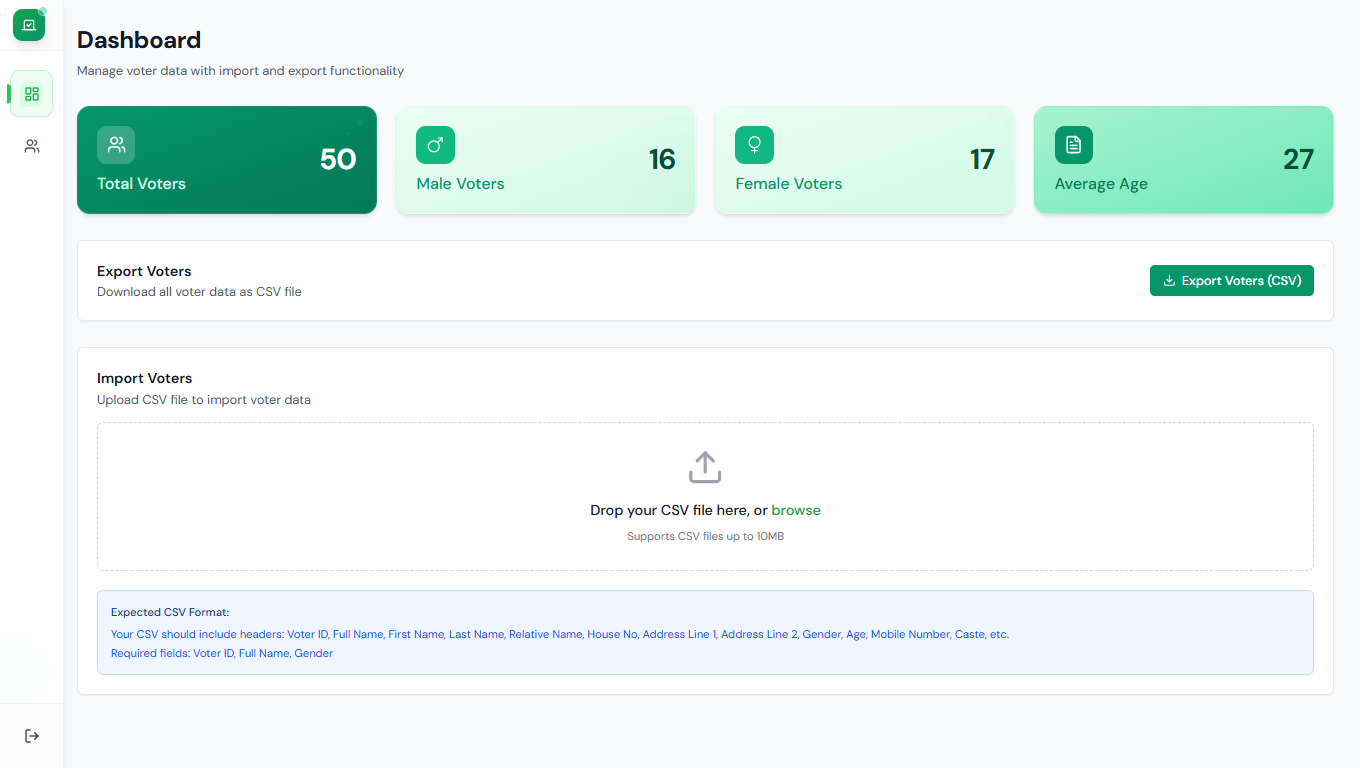 Dashboard
Manage voter data with import and export functionality
50
Total Voters
16
Male Voters
17
Female Voters
27
Average Age
Export Voters
Download all voter data as CSV file
Export Voters (CSV)
Import Voters
Upload CSV file to import voter data
Drop your CSV file here, or browse
Supports CSV files up to 10MB
Expected CSV Format:
Your CSV should include headers: Voter ID, Full Name, First Name, Last Name, Relative Name, House No, Address Line 1, Address Line 2, Gender, Age, Mobile Number, Caste, etc.
Required fields: Voter ID, Full Name, Gender